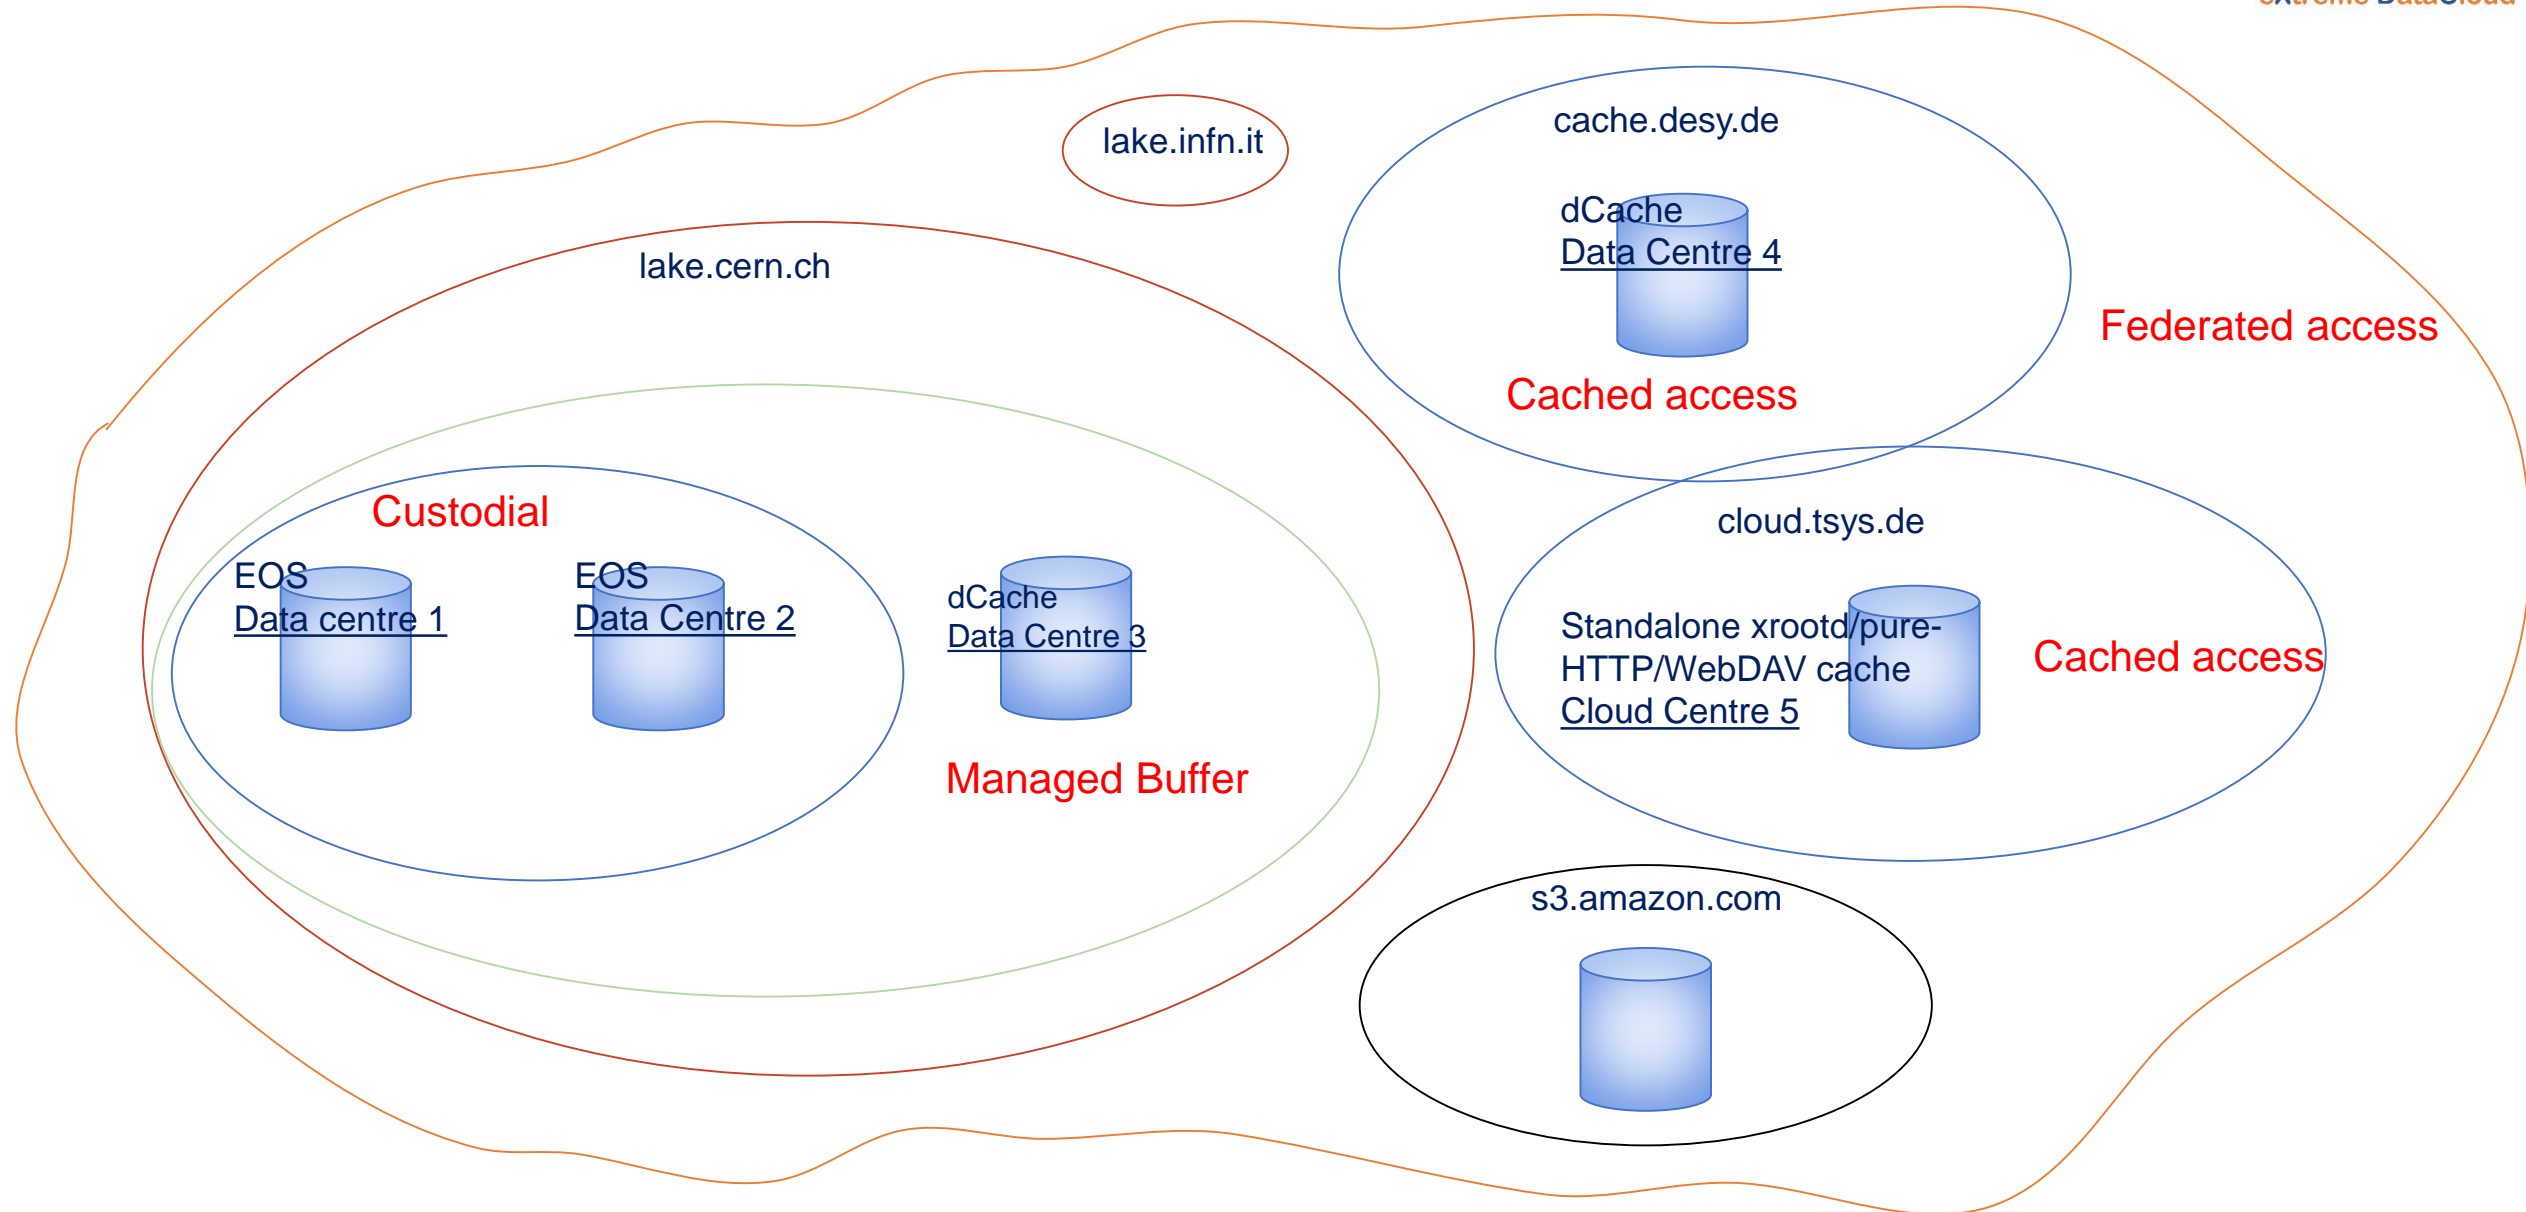 eXtreme DataCloud
lake.infn.it
cache.desy.de
dCache
Data Centre 4
Cached access
Federated access
lake.cern.ch
Custodial
EOS
Data centre 1
EOS
Data Centre 2
dCache
Data Centre 3
Managed Buffer
cloud.tsys.de
Standalone xrootd/pure-
HTTP/WebDAV cache
Cloud Centre 5
Cached access
s3.amazon.com